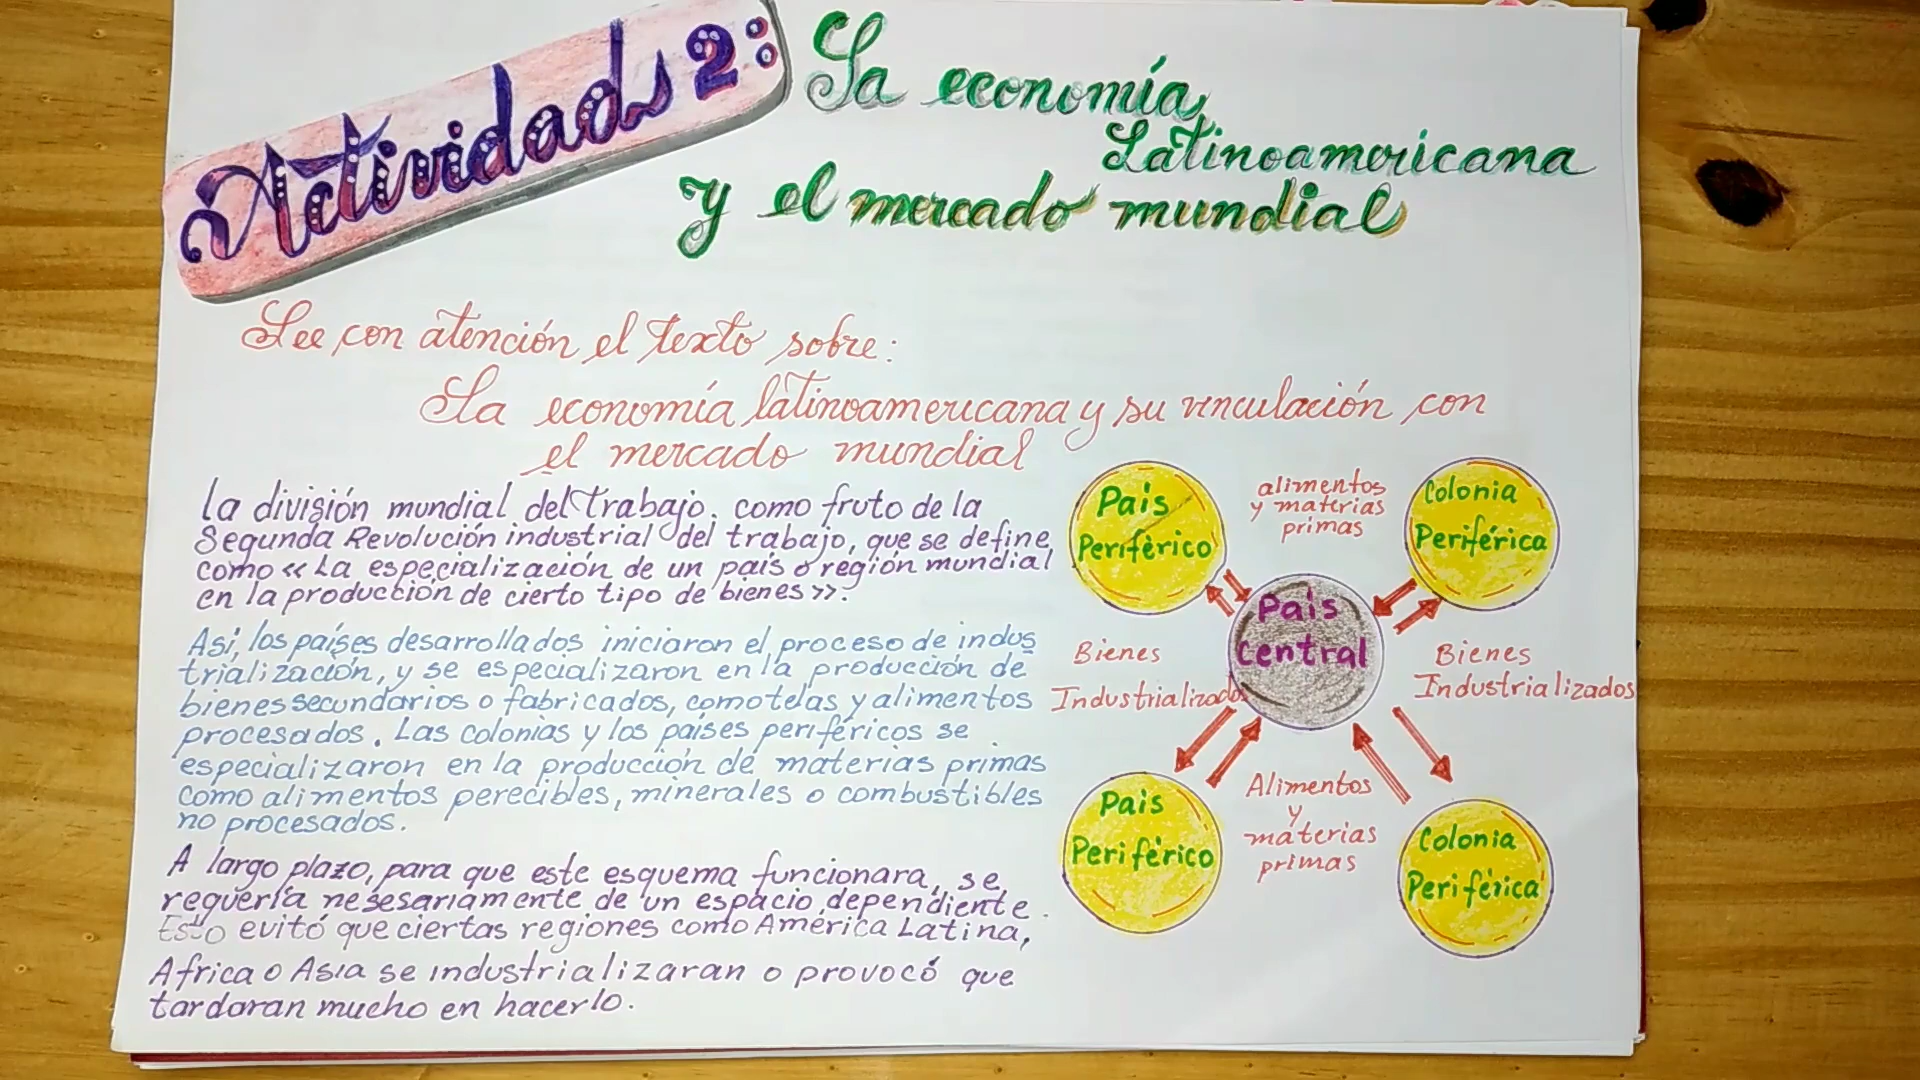 Actividad 2:
La economía
Latinoamericana
y el mercado mundial
Lee con atención el texto sobre:
La economía latinoamericana y su vinculación con
el mercado mundial
La división mundial del trabajo. como fruto de la
Segunda Revolución industrial del trabajo, que se define
como « La especialización de un país o región mundial
en la producción de cierto tipo de bienes ».
Así, los países desarrollados iniciaron el proceso de indus
trialización, y se especializaron en la producción de
bienes secundarios o fabricados, como telas y alimentos
procesados. Las colonias y los países periféricos se
especializaron en la producción de materias primas
como alimentos perecibles, minerales o combustibles
no procesados.
A largo plazo, para que este esquema funcionara, se
requería nesesariamente de un espacio dependiente.
Esto evitó que ciertas regiones como América Latina,
Africa o Asia se industrializaran o provocó que
tardaran mucho en hacerlo.
País
Periférico
alimentos
y materias
primas
Colonia
Periférica
País
Central
Bienes
Industrializados
Bienes
Industrializados
País
Periférico
Alimentos
y
materias
primas
Colonia
Periférica